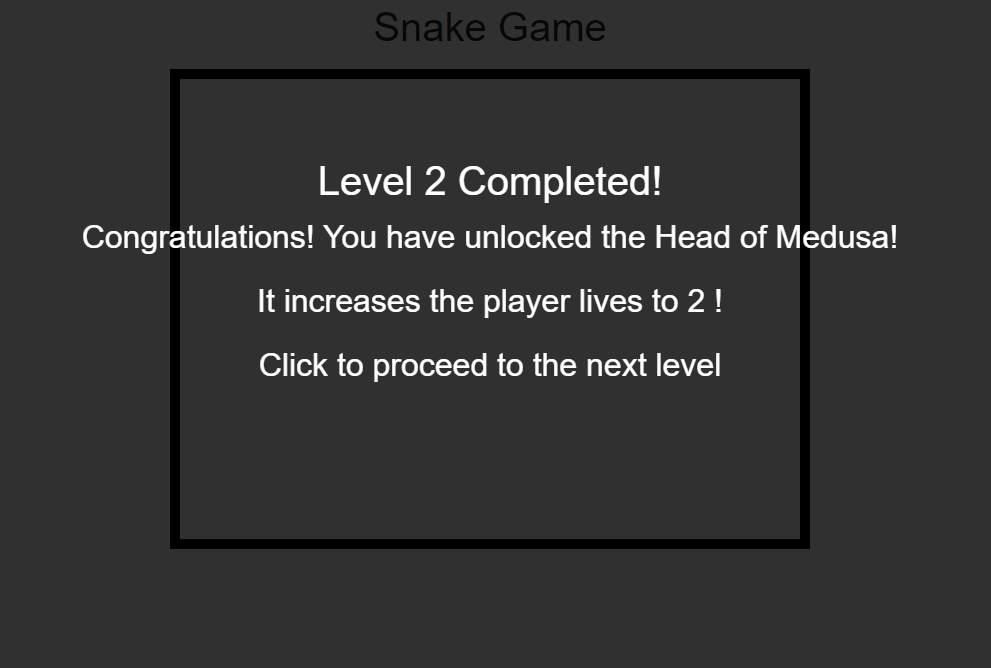 Snake Game
Level 2 Completed!
Congratulations! You have unlocked the Head of Medusa!
It increases the player lives to 2 !
Click to proceed to the next level